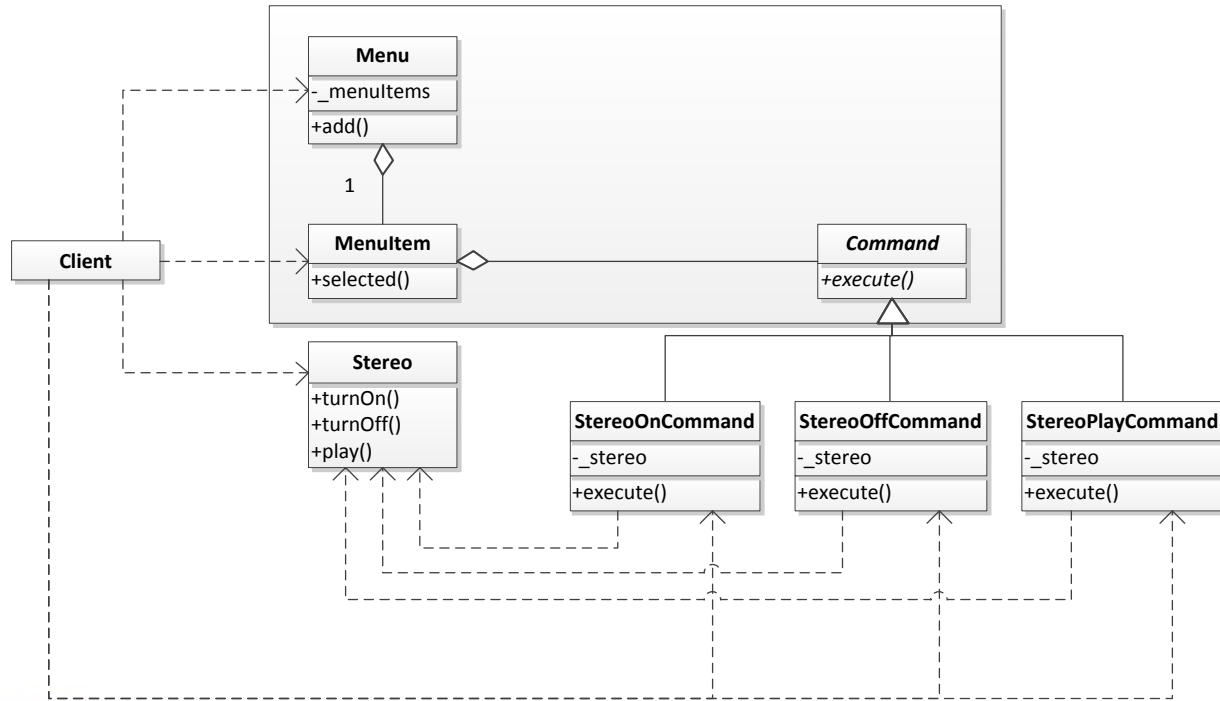 Menu
-_menuItems
+add()
1
MenuItem
+selected()
Command
+execute()
Client
Stereo
+turnOn()
+turnOff()
+play()
StereoOnCommand
-_stereo
+execute()
StereoOffCommand
-_stereo
+execute()
StereoPlayCommand
-_stereo
+execute()